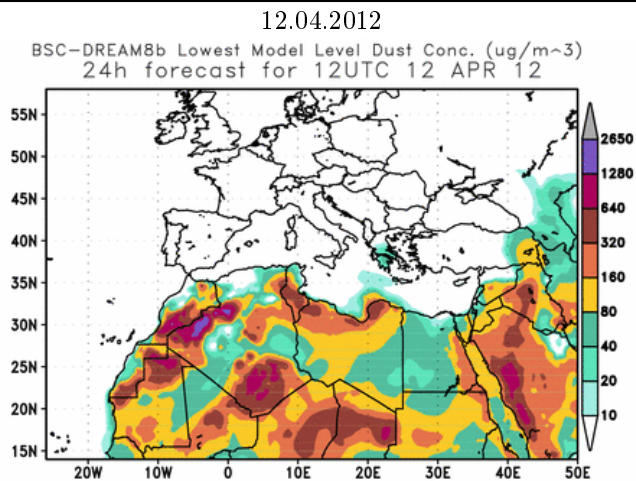 12.04.2012
BSC-DREAM8b Lowest Model Level Dust Conc. (ug/m^3)
24h forecast for 12UTC 12 APR 12
55N
50N
45N
40N
35N
30N
25N
20N
15N
20W 10W 0 10E 20E 30E 40E 50E
2650
1280
640
320
160
80
40
20
10